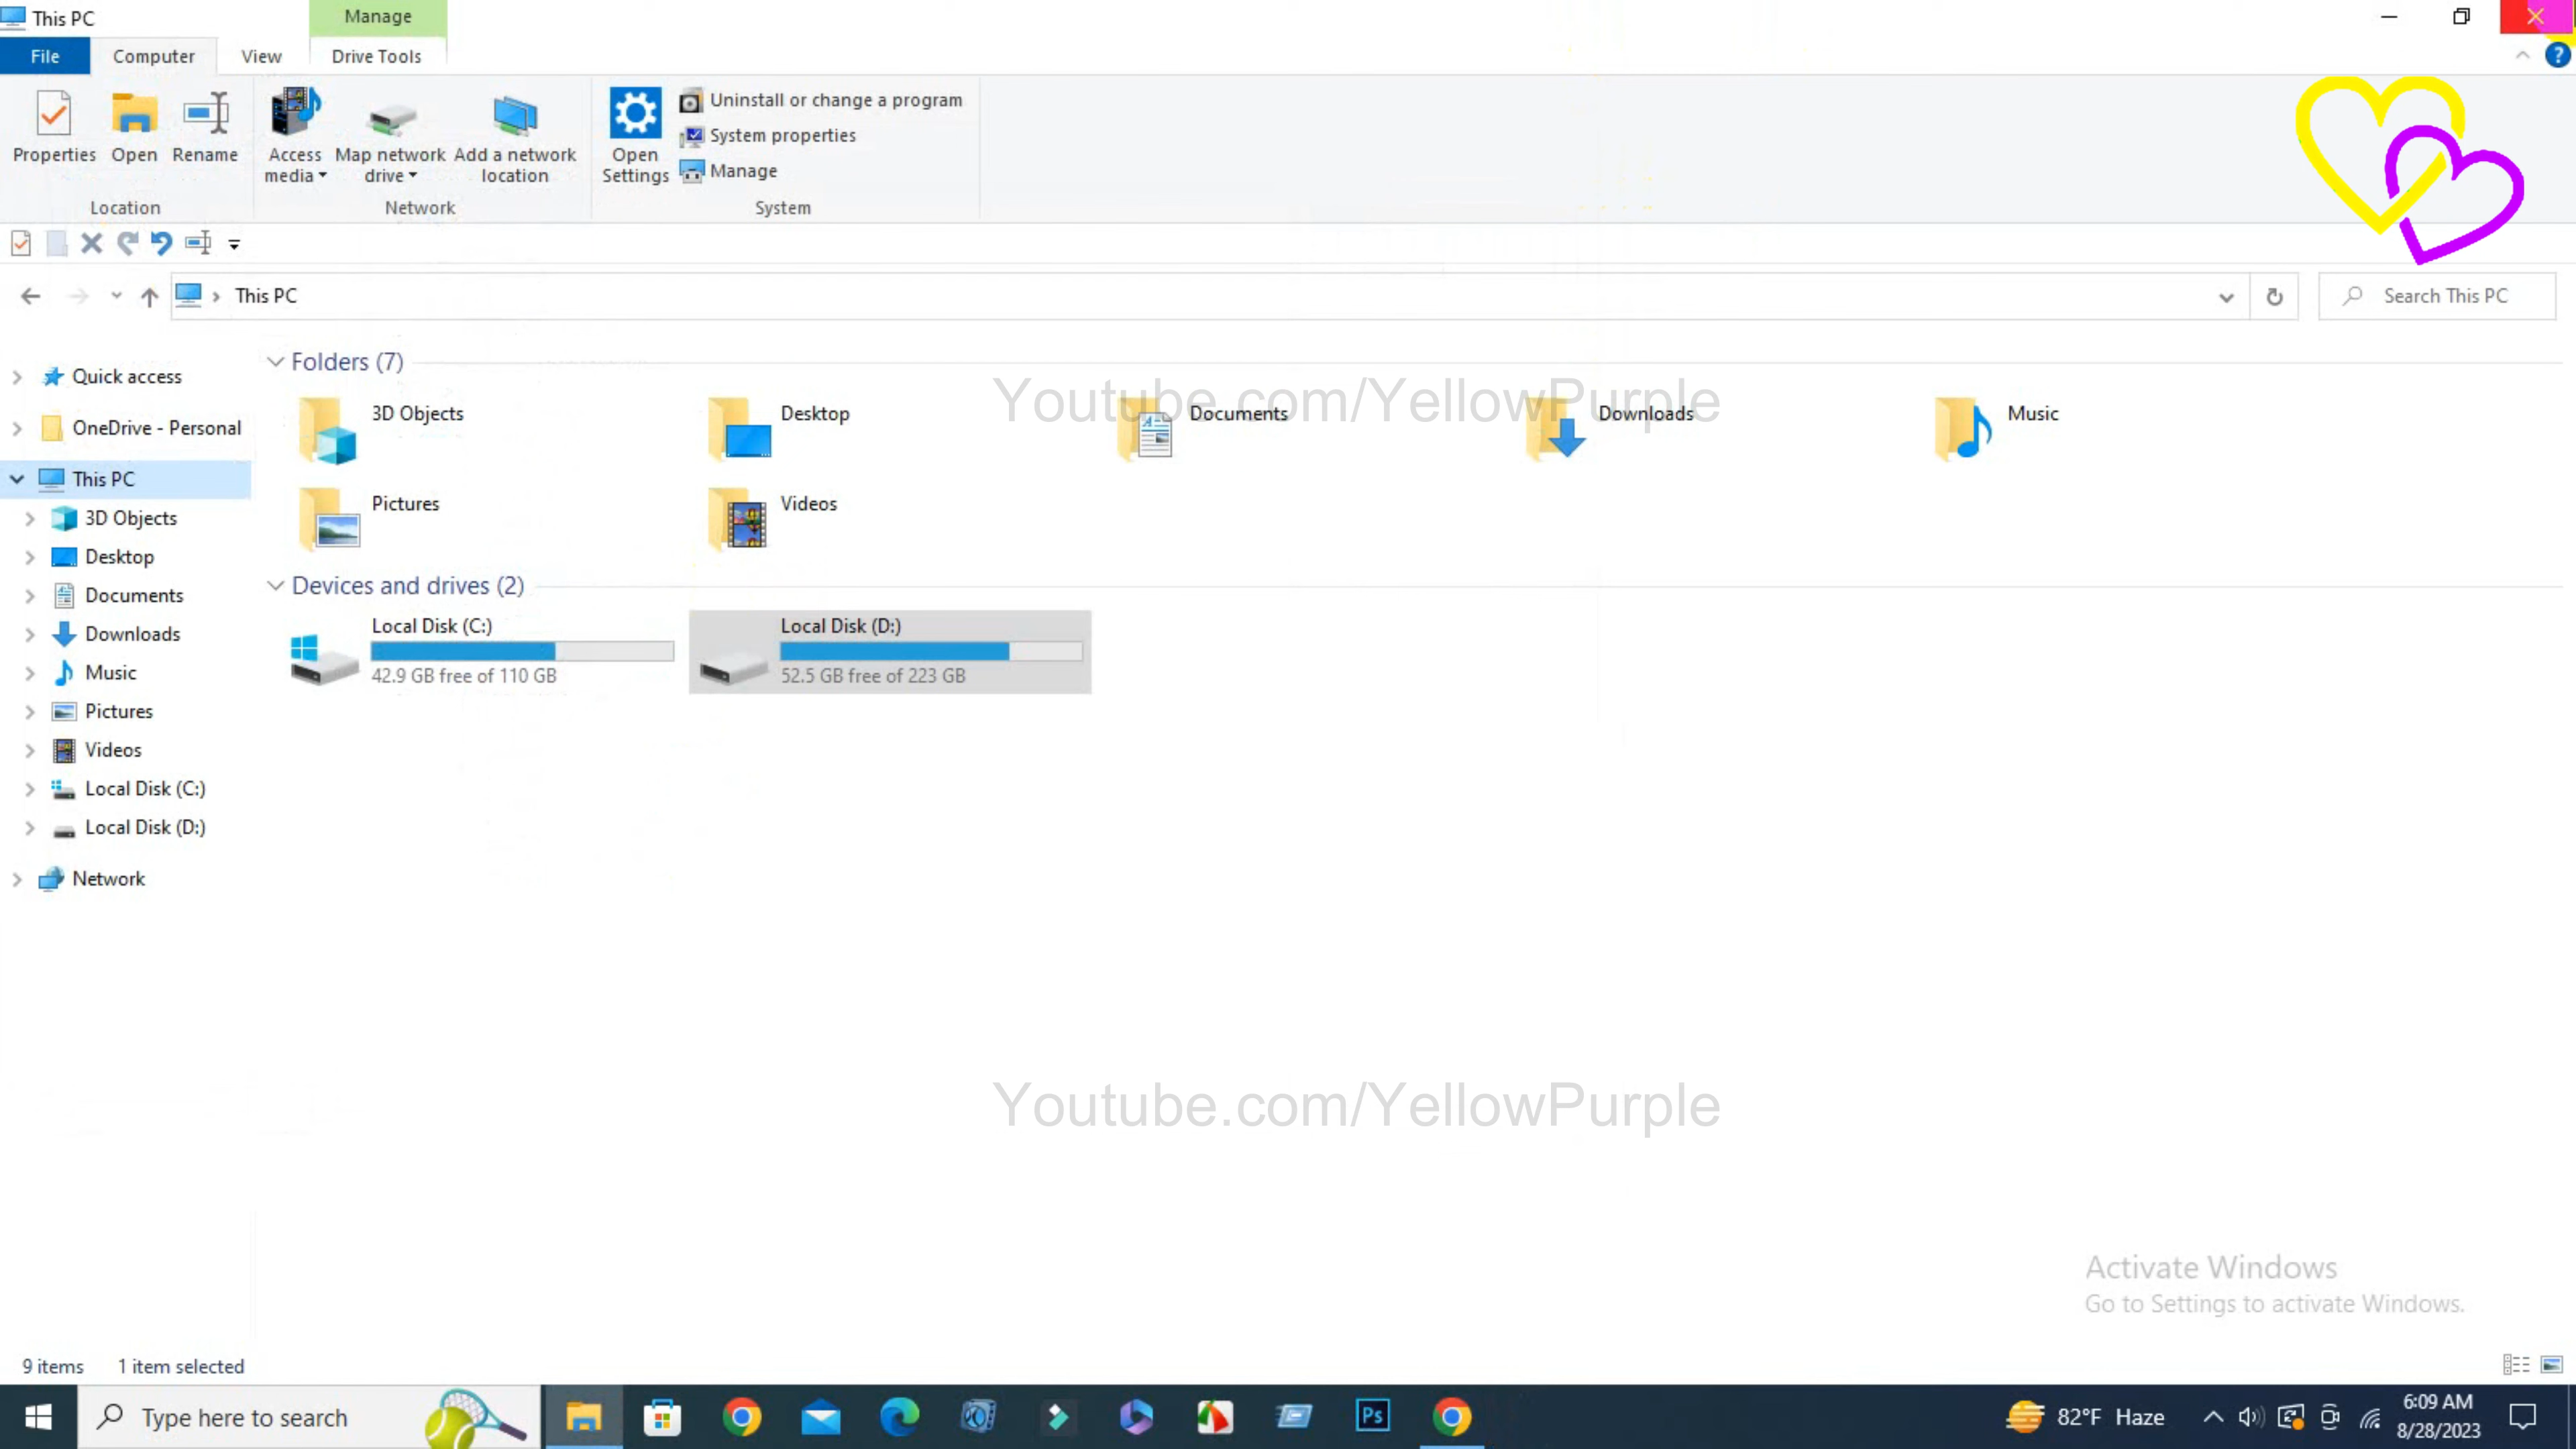 This PC
Manage
File
Computer
View
Drive Tools
Properties
Open
Rename
Access media
Map network drive
Add a network location
Open Settings
Uninstall or change a program
System properties
Manage
Location
Network
System
This PC
Search This PC
Quick access
OneDrive - Personal
This PC
3D Objects
Desktop
Documents
Downloads
Music
Pictures
Videos
Local Disk (C:)
Local Disk (D:)
Network
Folders (7)
Youtube.com/YellowPurple
3D Objects
Desktop
Documents
Downloads
Music
Pictures
Videos
Devices and drives (2)
Local Disk (C:)
42.9 GB free of 110 GB
Local Disk (D:)
52.5 GB free of 223 GB
Youtube.com/YellowPurple
Activate Windows
Go to Settings to activate Windows.
9 items
1 item selected
Type here to search
Ps
82°F Haze
6:09 AM
8/28/2023